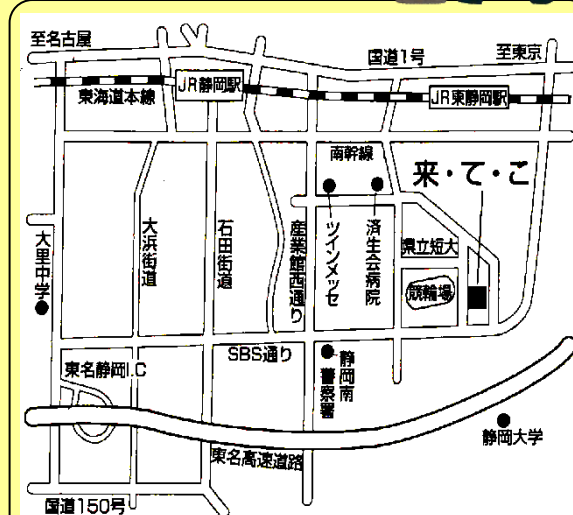 至名古屋
国道1号
至東京
東海道本線
JR静岡駅
JR東静岡駅
南幹線
来・て・こ
大里中学
大浜街道
石田街道
産業館西通り
ツインメッセ
済生会病院
県立短大
競輪場
SBS通り
静岡南
警察署
東名静岡I.C
東名高速道路
静岡大学
国道150号